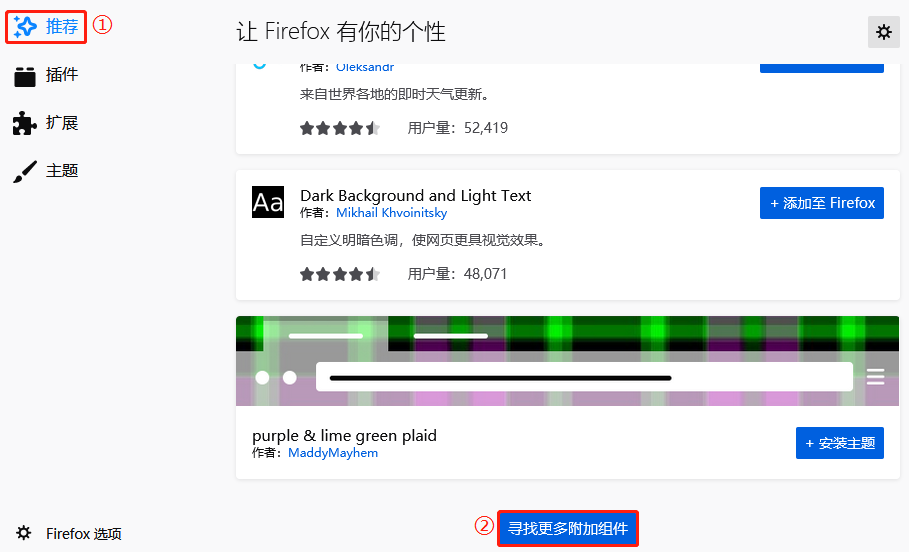 推荐 ①
插件
扩展
主题
让 Firefox 有你的个性
作者： Oleksandr
来自世界各地的即时天气更新。
用户量：52,419
Aa
Dark Background and Light Text
作者： Mikhail Khvoinitsky
+ 添加至 Firefox
自定义明暗色调，使网页更具视觉效果。
用户量：48,071
purple & lime green plaid
作者： MaddyMayhem
+ 安装主题
Firefox 选项
② 寻找更多附加组件